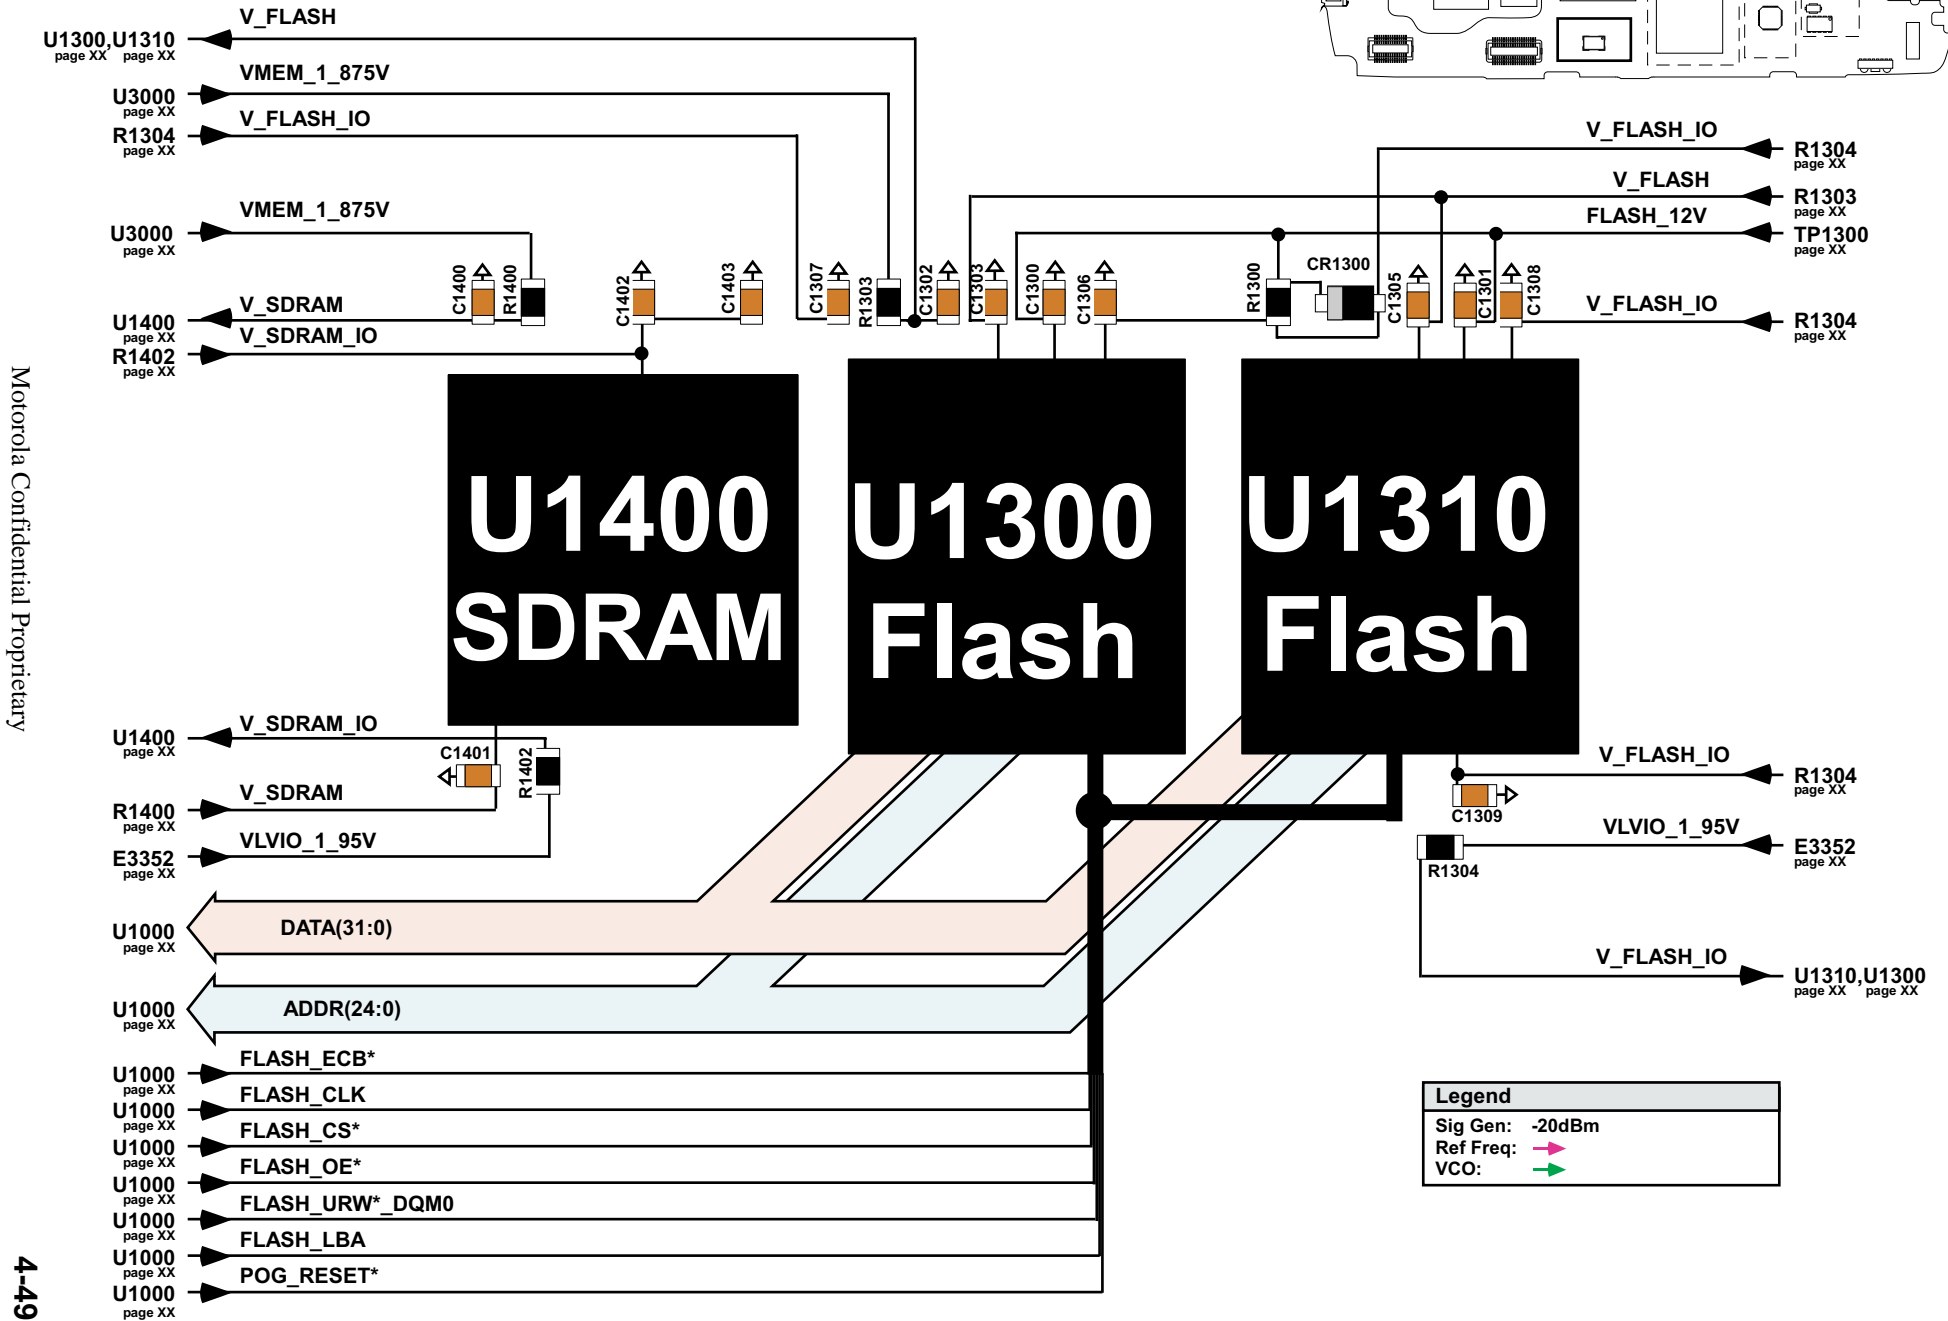 V_FLASH
U1300,U1310
page XX page XX
VMEM_1_875V
U3000
page XX
V_FLASH_IO
R1304
page XX
VMEM_1_875V
U3000
page XX
V_SDRAM
U1400
page XX
V_SDRAM_IO
R1402
page XX
V_FLASH_IO
R1304
page XX
V_FLASH
R1303
page XX
FLASH_12V
TP1300
page XX
V_FLASH_IO
R1304
page XX
C1400
R1400
C1402
C1403
C1307
R1303
C1302
C1303
C1300
C1306
R1300
CR1300
C1305
C1301
C1308
U1400
SDRAM
U1300
Flash
U1310
Flash
Motorola Confidential Proprietary
V_SDRAM_IO
U1400
page XX
C1401
R1402
V_SDRAM
R1400
page XX
VLVIO_1_95V
E3352
page XX
V_FLASH_IO
R1304
page XX
C1309
VLVIO_1_95V
E3352
page XX
R1304
V_FLASH_IO
U1310,U1300
page XX page XX
DATA(31:0)
U1000
page XX
ADDR(24:0)
U1000
page XX
FLASH_ECB*
U1000
page XX
FLASH_CLK
U1000
page XX
FLASH_CS*
U1000
page XX
FLASH_OE*
U1000
page XX
FLASH_URW*_DQM0
U1000
page XX
FLASH_LBA
U1000
page XX
POG_RESET*
U1000
page XX
Legend
Sig Gen: -20dBm
Ref Freq:
VCO:
4-49